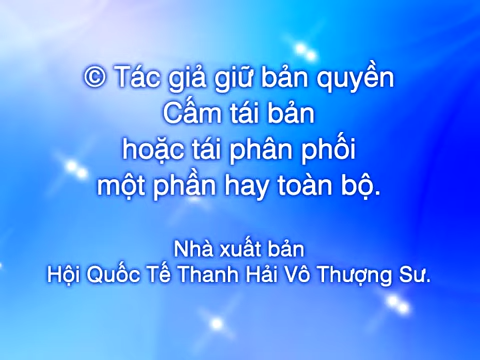 © Tác giả giữ bản quyền
Cấm tái bản
hoặc tái phân phối
một phần hay toàn bộ.
Nhà xuất bản
Hội Quốc Tế Thanh Hải Vô Thượng Sư.